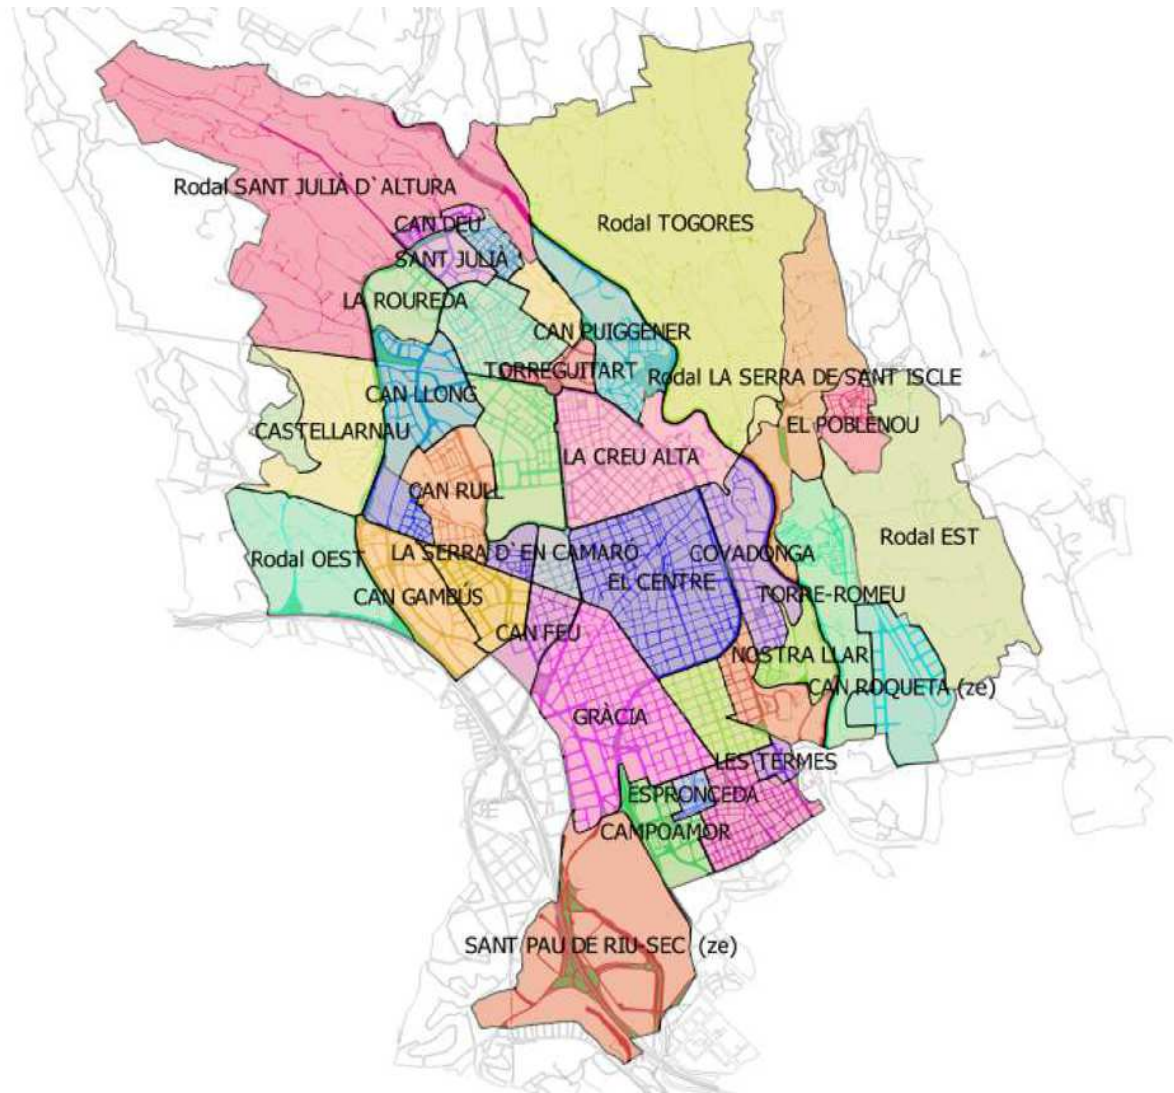 Rodal SANT JULIÀ D`ALTURA
CAN DEU
Rodal TOGORES
SANT JULIÀ
LA ROUREDA
CAN PUIGGENER
TORREGUITART
Rodal LA SERRA DE SANT ISCLE
CAN LLONG
CASTELLARNAU
EL POBLENOU
LA CREU ALTA
CAN RULL
Rodal EST
Rodal OEST
LA SERRA D`EN CAMARÓ
COVADONGA
EL CENTRE
CAN GAMBÚS
TORRE-ROMEU
CAN FEU
NOSTRA LLAR
CAN ROQUETA (ze)
GRÀCIA
LES TERMES
ESPRONCEDA
CAMPOAMOR
SANT PAU DE RIU-SEC (ze)